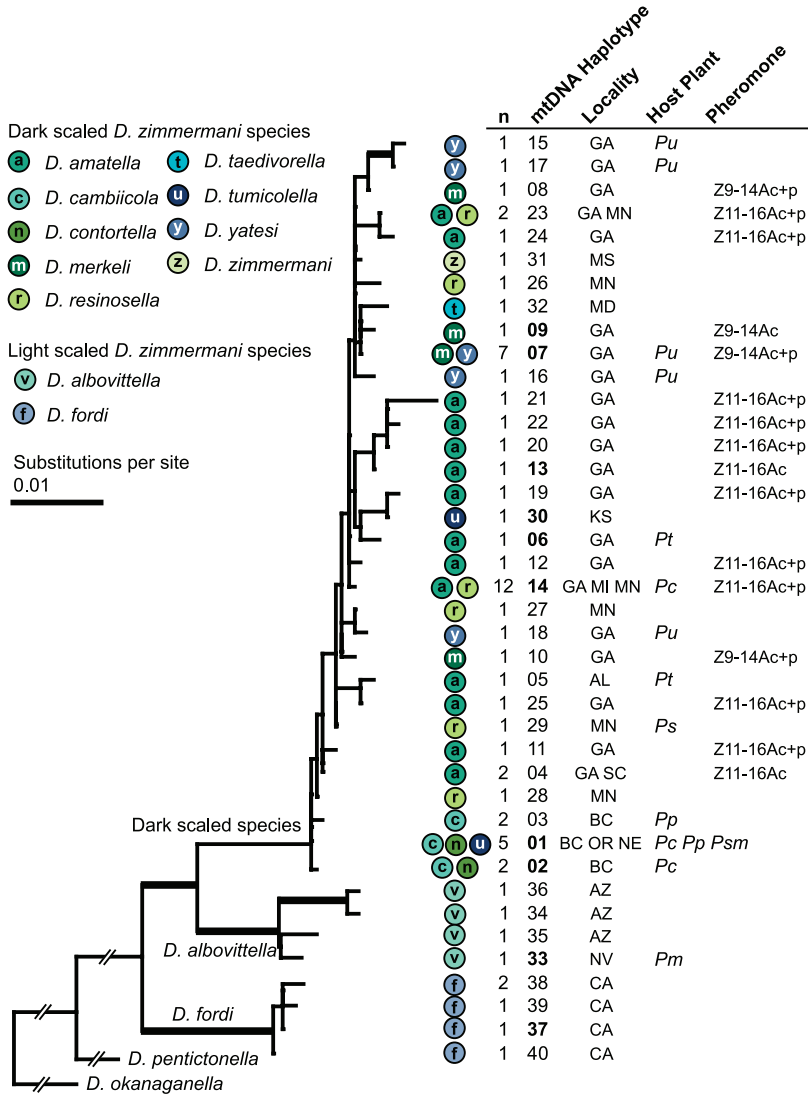 n mtDNA Haplotype Locality Host Plant Pheromone
Dark scaled D. zimmermani species
a D. amatella t D. taedivorella
c D. cambiicola u D. tumicolella
n D. contortella y D. yatesi
m D. merkeli z D. zimmermani
r D. resinosella
Light scaled D. zimmermani species
v D. albovittella
f D. fordi
Substitutions per site
0.01
y 1 15 GA Pu
y 1 17 GA Pu
m 1 08 GA Z9-14Ac+p
a r 2 23 GA MN Z11-16Ac+p
a 1 24 GA Z11-16Ac+p
z 1 31 MS
r 1 26 MN
t 1 32 MD
m 1 09 GA Z9-14Ac
m y 7 07 GA Pu Z9-14Ac+p
y 1 16 GA Pu
a 1 21 GA Z11-16Ac+p
a 1 22 GA Z11-16Ac+p
a 1 20 GA Z11-16Ac+p
a 1 13 GA Z11-16Ac
a 1 19 GA Z11-16Ac+p
u 1 30 KS
a 1 06 GA Pt
a 1 12 GA Z11-16Ac+p
a r 12 14 GA MI MN Pc Z11-16Ac+p
r 1 27 MN
y 1 18 GA Pu
m 1 10 GA Z9-14Ac+p
a 1 05 AL Pt
a 1 25 GA Z11-16Ac+p
r 1 29 MN Ps
a 1 11 GA Z11-16Ac+p
a 2 04 GA SC Z11-16Ac
r 1 28 MN
Dark scaled species
c 2 03 BC Pp
c n u 5 01 BC OR NE Pc Pp Psm
c n 2 02 BC Pc
v 1 36 AZ
v 1 34 AZ
v 1 35 AZ
D. albovittella
v 1 33 NV Pm
f 2 38 CA
f 1 39 CA
D. fordi
f 1 37 CA
f 1 40 CA
D. pentictonella
D. okanaganella